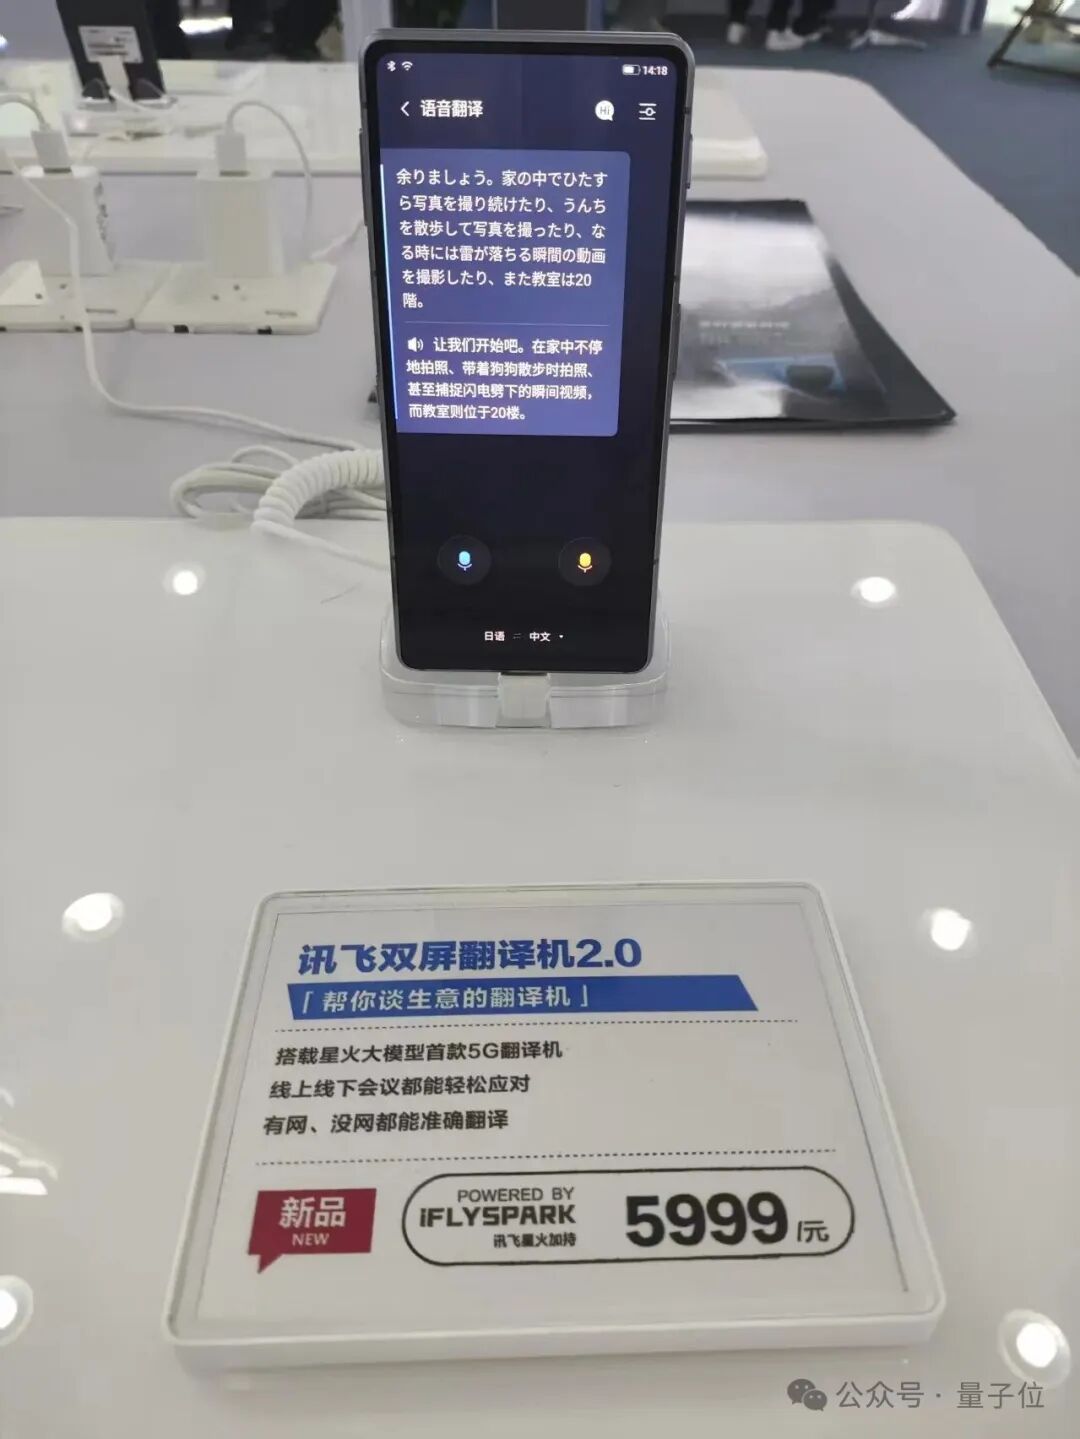 14:18
语音翻译
Hi
余りましょう。家の中でひたす
ら写真を撮り続けたり、うんち
を散歩して写真を撮ったり、な
る時には雷が落ちる瞬間の動画
を撮影したり、また教室は20
階。
让我们开始吧。在家中不停
地拍照、带着狗狗散步时拍照、
甚至捕捉闪电劈下的瞬间视频，
而教室则位于20楼。
日语 中文
讯飞双屏翻译机2.0
「帮你谈生意的翻译机」
搭载星火大模型首款5G翻译机
线上线下会议都能轻松应对
有网、没网都能准确翻译
新品
NEW
POWERED BY
iFLYSPARK
讯飞星火加持
5999/元
公众号·量子位